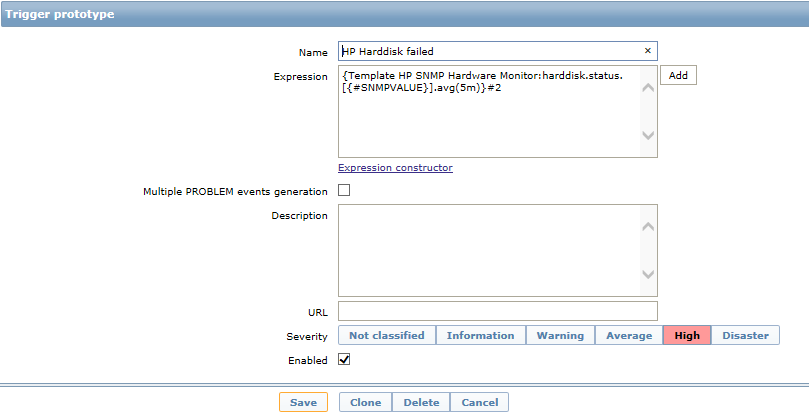 Trigger prototype
Name HP Harddisk failed ×
Expression {Template HP SNMP Hardware Monitor:harddisk.status. Add
[{#SNMPVALUE}].avg(5m)}#2
Expression constructor
Multiple PROBLEM events generation
Description
URL
Severity Not classified Information Warning Average High Disaster
Enabled
Save Clone Delete Cancel